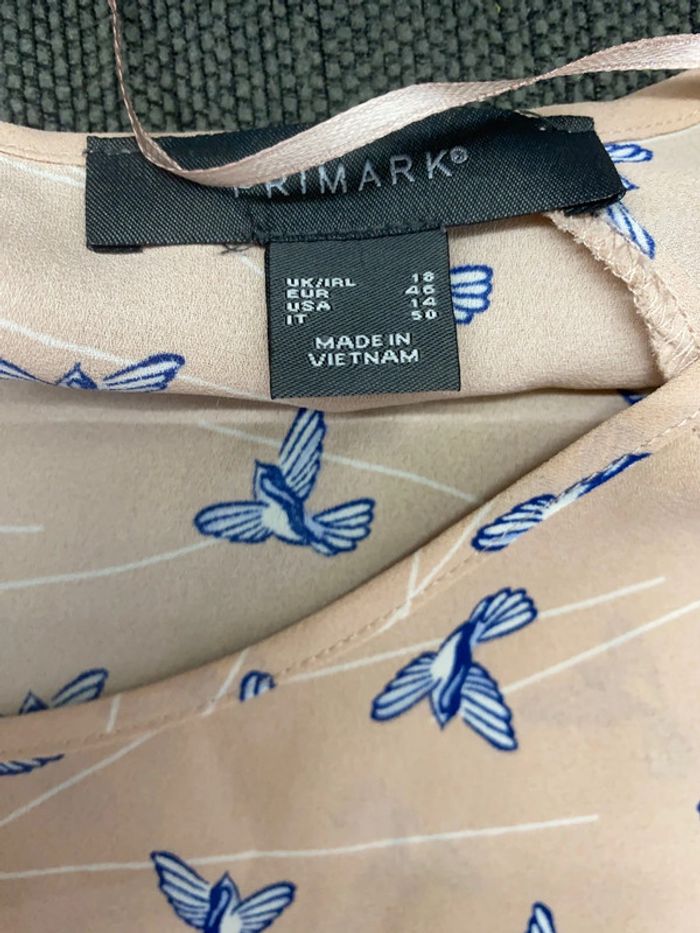 PRIMARK®
UK/IRL 18
EUR 46
USA 14
IT 50
MADE IN
VIETNAM